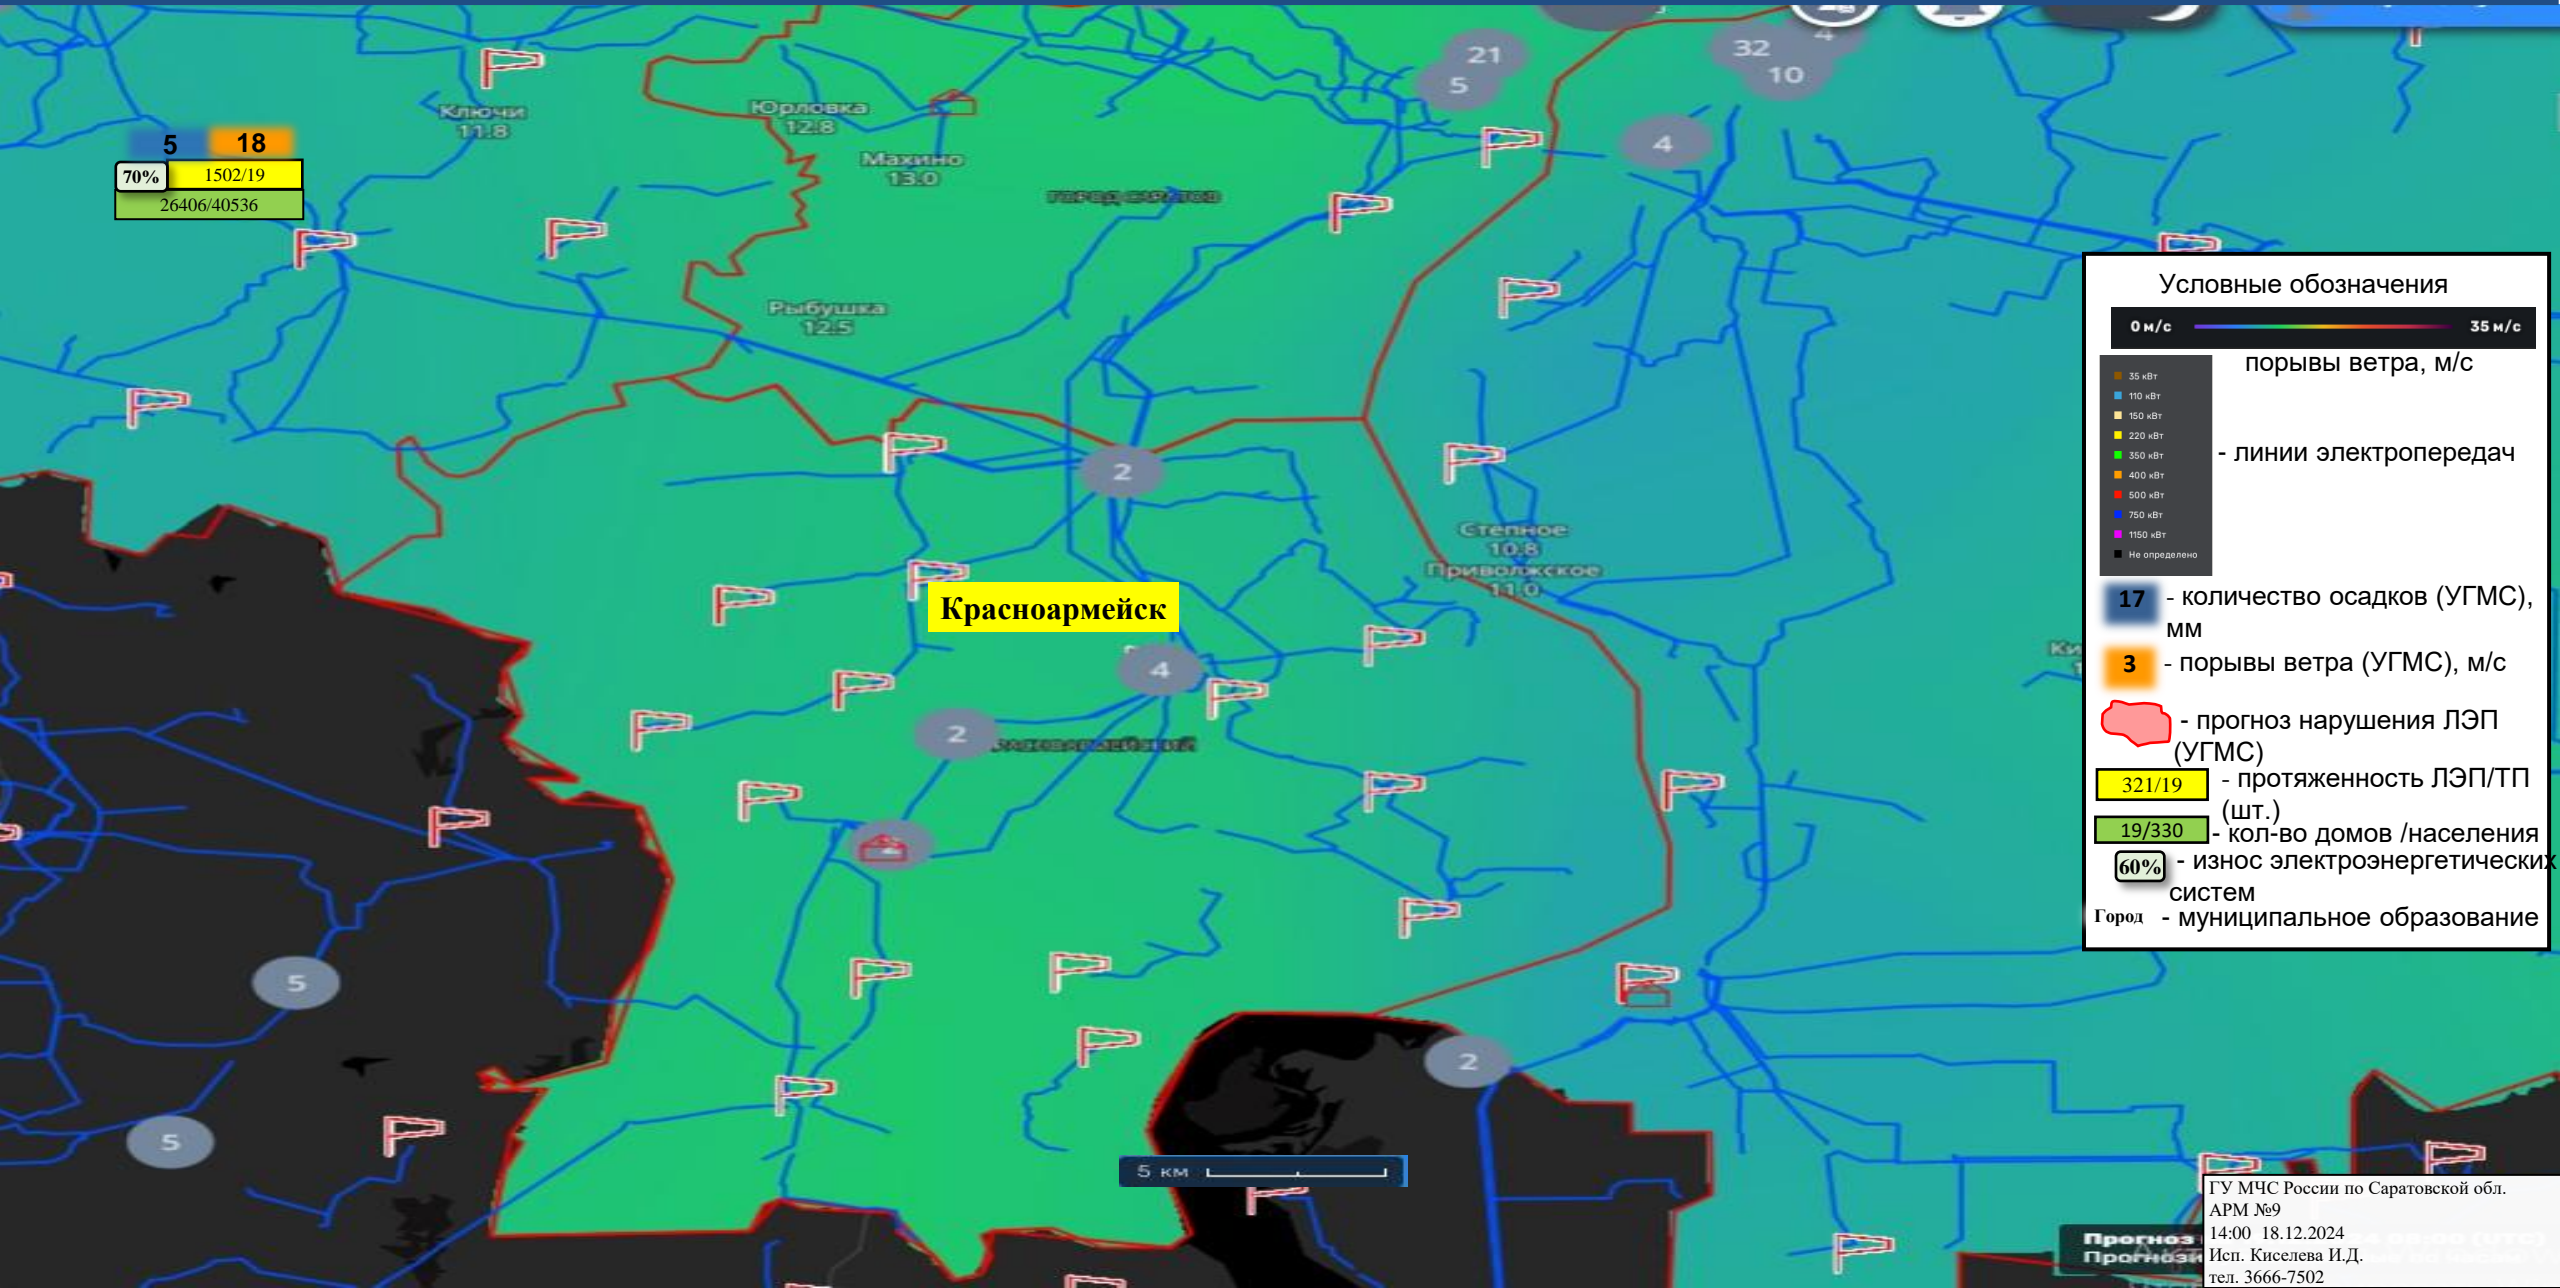 21
5
32
4
10
4
Ключи
11.8
Юрловка
12.8
Махино
13.0
5 18
70% 1502/19
26406/40536
Рыбушка
12.5
2
Степное
10.8
Приволжское
11.0
Красноармейск
4
2
5
5
2
5 км
Условные обозначения
0 м/с 35 м/с
порывы ветра, м/с
35 кВт
110 кВт
150 кВт
220 кВт
350 кВт
400 кВт
500 кВт
750 кВт
1150 кВт
Не определено
- линии электропередач
17 - количество осадков (УГМС),
мм
3 - порывы ветра (УГМС), м/с
- прогноз нарушения ЛЭП
(УГМС)
321/19 - протяженность ЛЭП/ТП
(шт.)
19/330 - кол-во домов /населения
60% - износ электроэнергетических
систем
Город - муниципальное образование
Прогноз
ГУ МЧС России по Саратовской обл.
АРМ №9
14:00 18.12.2024
Исп. Киселева И.Д.
тел. 3666-7502